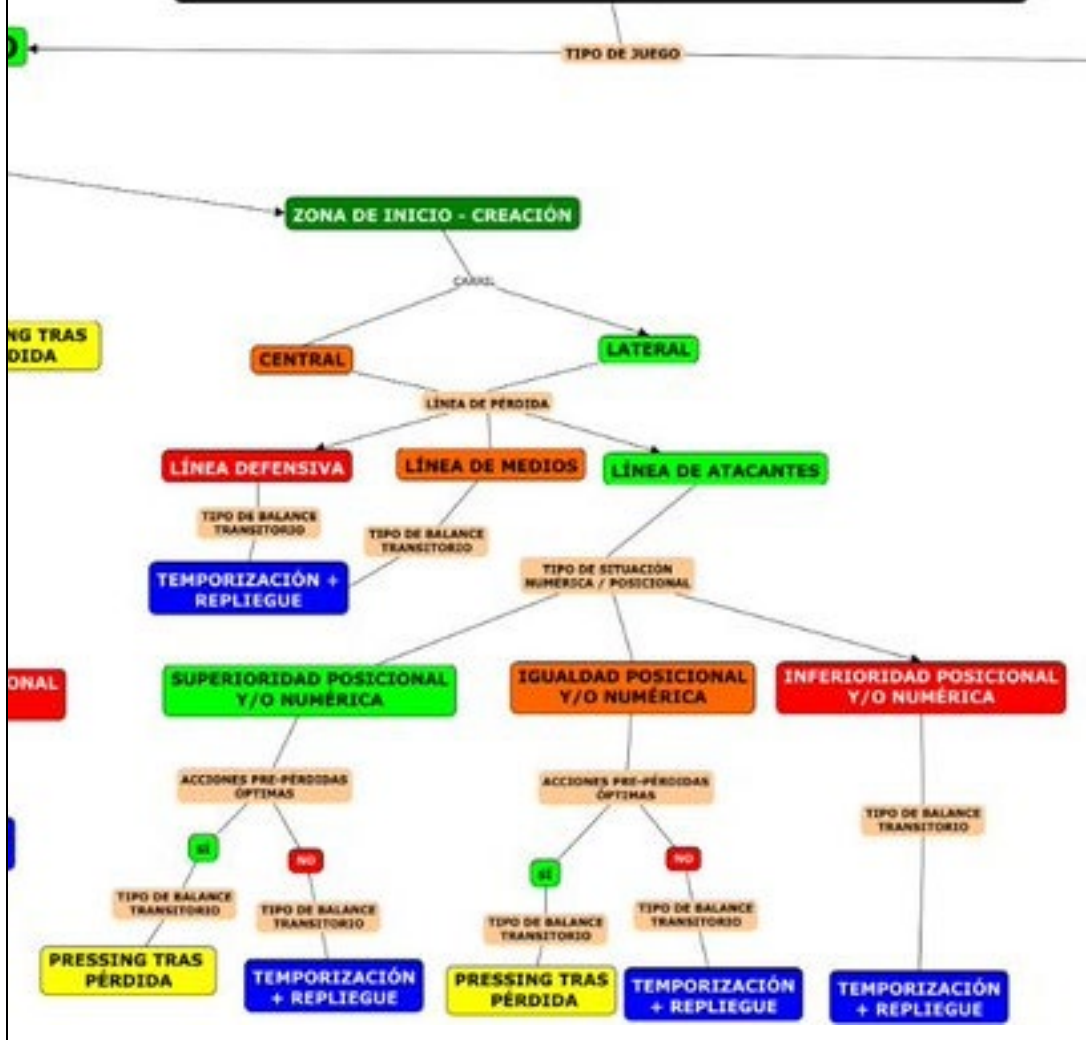 TIPO DE JUEGO
ZONA DE INICIO - CREACIÓN
CARRIL
NG TRAS
DIDA
CENTRAL
LATERAL
LÍNEA DE PÉRDIDA
LÍNEA DEFENSIVA
LÍNEA DE MEDIOS
LÍNEA DE ATACANTES
TIPO DE BALANCE
TRANSITORIO
TIPO DE BALANCE
TRANSITORIO
TEMPORIZACIÓN +
REPLIEGUE
TIPO DE SITUACIÓN
NUMÉRICA / POSICIONAL
ONAL
SUPERIORIDAD POSICIONAL
Y/O NUMÉRICA
IGUALDAD POSICIONAL
Y/O NUMÉRICA
INFERIORIDAD POSICIONAL
Y/O NUMÉRICA
ACCIONES PRE-PÉRDIDAS
ÓPTIMAS
ACCIONES PRE-PÉRDIDAS
ÓPTIMAS
TIPO DE BALANCE
TRANSITORIO
SÍ
NO
SÍ
NO
TIPO DE BALANCE
TRANSITORIO
TIPO DE BALANCE
TRANSITORIO
TIPO DE BALANCE
TRANSITORIO
TIPO DE BALANCE
TRANSITORIO
PRESSING TRAS
PÉRDIDA
TEMPORIZACIÓN
+ REPLIEGUE
PRESSING TRAS
PÉRDIDA
TEMPORIZACIÓN
+ REPLIEGUE
TEMPORIZACIÓN
+ REPLIEGUE